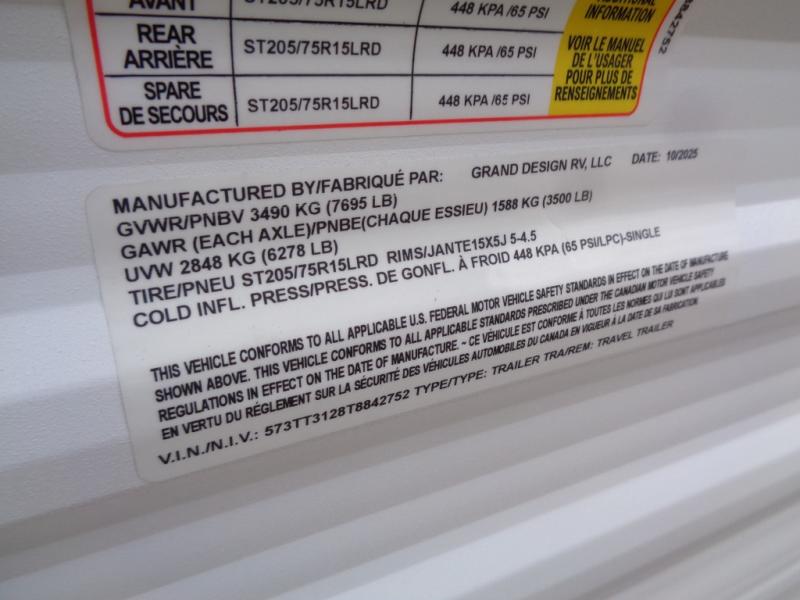 AVANT ST205/75R15LRD 448 KPA /65 PSI
INFORMATION
REAR
ARRIÈRE ST205/75R15LRD 448 KPA /65 PSI
SPARE
DE SECOURS ST205/75R15LRD 448 KPA /65 PSI
VOIR LE MANUEL
DE L'USAGER
POUR PLUS DE
RENSEIGNEMENTS
8842752
MANUFACTURED BY/FABRIQUÉ PAR: GRAND DESIGN RV, LLC DATE: 10/2025
GVWR/PNBV 3490 KG (7695 LB)
GAWR (EACH AXLE)/PNBE(CHAQUE ESSIEU) 1588 KG (3500 LB)
UVW 2848 KG (6278 LB)
TIRE/PNEU ST205/75R15LRD RIMS/JANTE15X5J 5-4.5
COLD INFL. PRESS/PRESS. DE GONFL. À FROID 448 KPA (65 PSI/LPC)-SINGLE
THIS VEHICLE CONFORMS TO ALL APPLICABLE U.S. FEDERAL MOTOR VEHICLE SAFETY STANDARDS IN EFFECT ON THE DATE OF MANUFACTURE
SHOWN ABOVE. THIS VEHICLE CONFORMS TO ALL APPLICABLE STANDARDS PRESCRIBED UNDER THE CANADIAN MOTOR VEHICLE SAFETY
REGULATIONS IN EFFECT ON THE DATE OF MANUFACTURE. ~ CE VÉHICULE EST CONFORME À TOUTES LES NORMES QUI LUI SONT APPLICABLES
EN VERTU DU RÉGLEMENT SUR LA SÉCURITÉ DES VÉHICULES AUTOMOBILES DU CANADA EN VIGUEUR À LA DATE DE SA FABRICATION
V.I.N./N.I.V.: 573TT3128T8842752 TYPE/TYPE: TRAILER TRA/REM: TRAVEL TRAILER